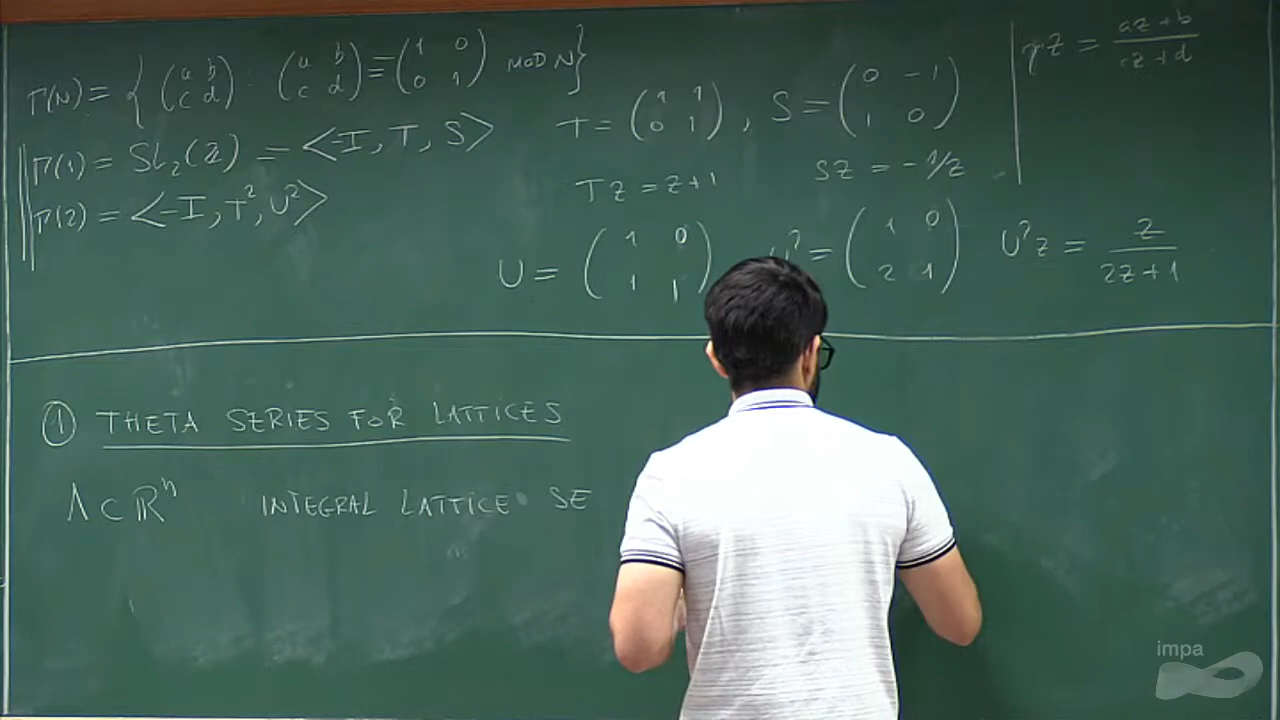 Γ(N) = { (a b; c d) : (a b; c d) ≡ (1 0; 0 1) MOD N }
Γ(1) = SL₂(ℤ) = <-I, T, S>
Γ(2) = <-I, T², U²>
T = (1 1; 0 1), S = (0 -1; 1 0)
Tz = z+1
Sz = -1/z
γz = (az+b)/(cz+d)
U = (1 0; 1 1)
U² = (1 0; 2 1)
U²z = z/(2z+1)
① THETA SERIES FOR LATTICES
Λ ⊂ ℝⁿ INTEGRAL LATTICE SE
impa